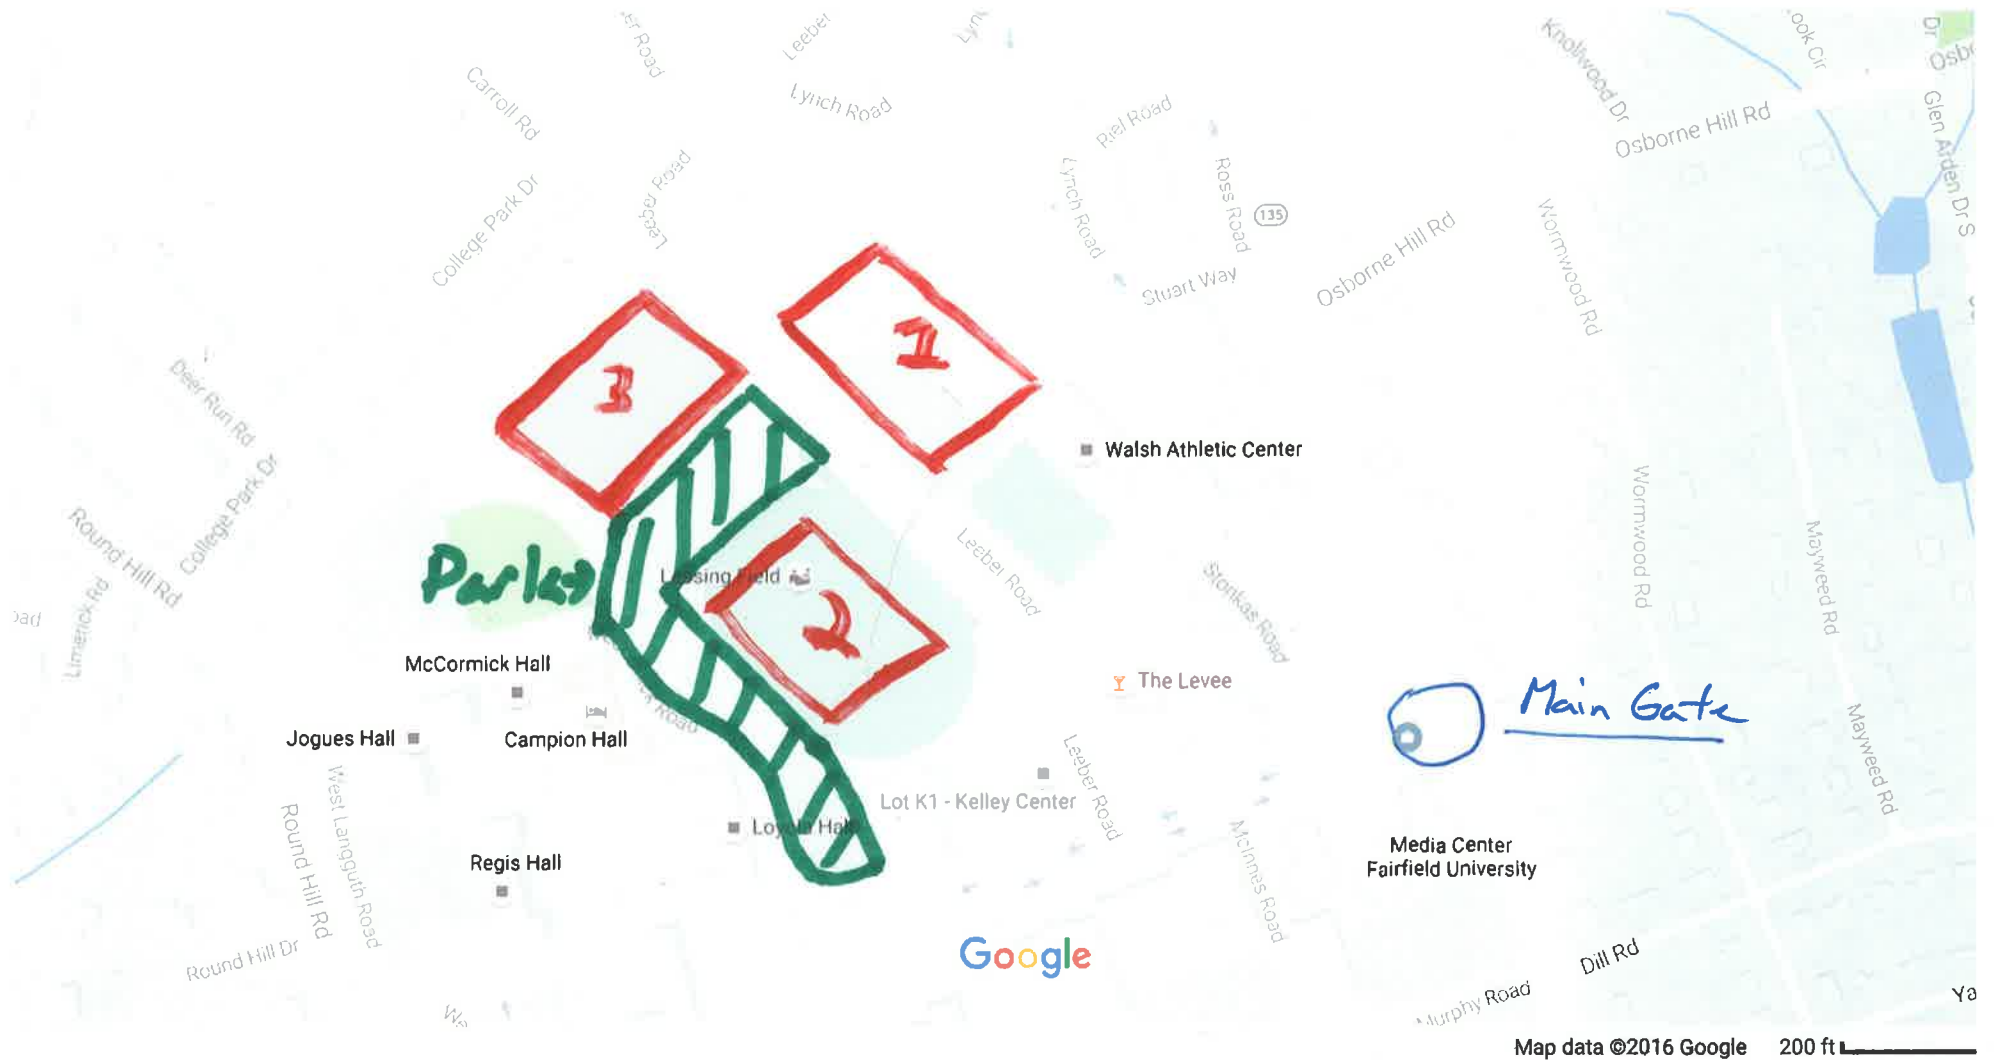 Leeber
Carroll Rd
Lynch Road
Riel Road
Knollwood Dr
Osborne Hill Rd
Glen Arden Dr S
Leeber Road
College Park Dr
Lynch Road
Ross Road
135
Wormwood Rd
Osborne Hill Rd
Stuart Way
1
3
Deer Run Rd
Walsh Athletic Center
College Park Dr
Round Hill Rd
Wormwood Rd
Mayweed Rd
Leeber Road
Lessing Field
2
Limerick Rd
Stonkas Road
McCormick Hall
The Levee
Main Gate
Jogues Hall
Campion Hall
Mayweed Rd
Leeber Road
Lot K1 - Kelley Center
West Langguth Road
Round Hill Rd
Loyola Hall
Regis Hall
McInnes Road
Media Center
Fairfield University
Round Hill Dr
Google
Dill Rd
Murphy Road
Map data ©2016 Google 200 ft